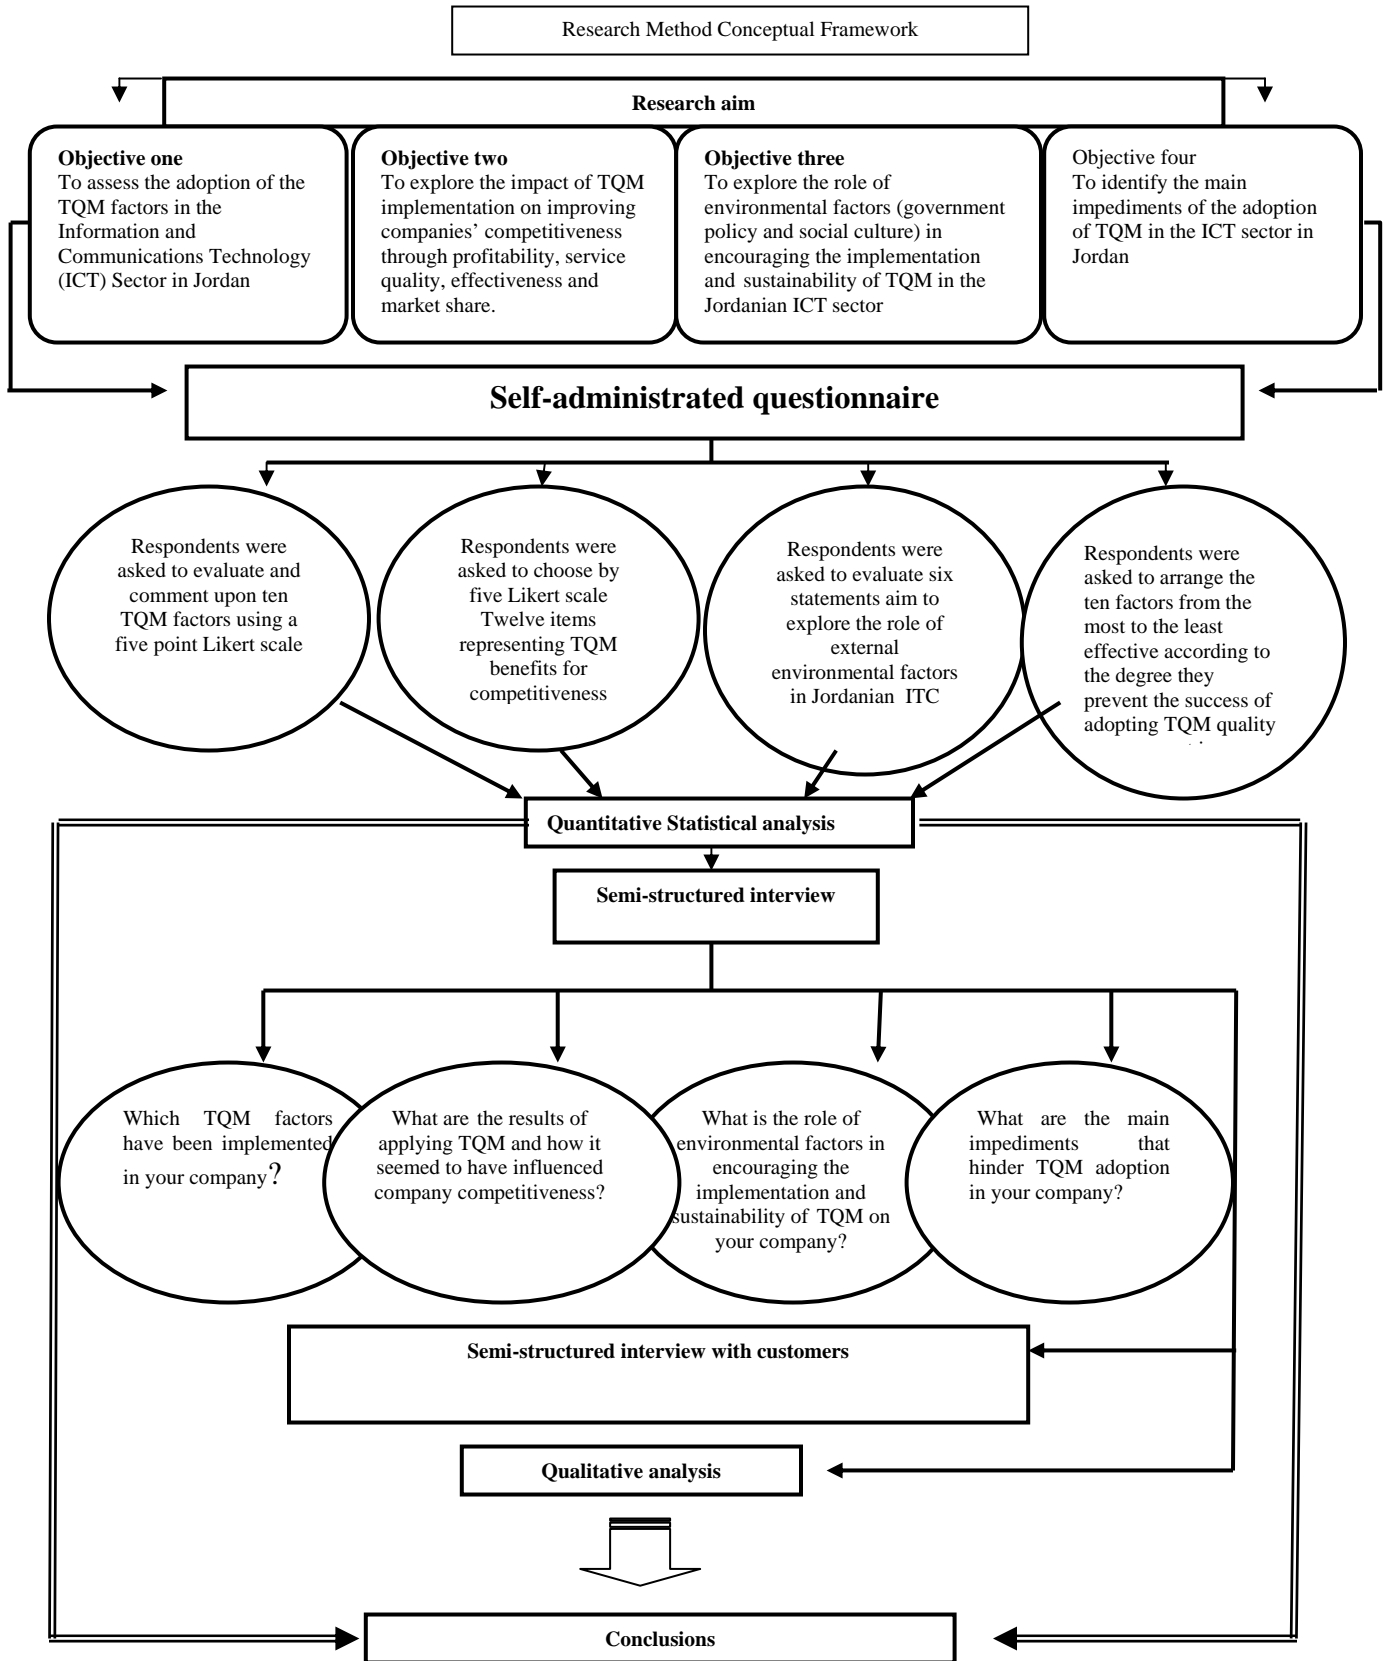 Research Method Conceptual Framework
Research aim
Objective one
To assess the adoption of the
TQM factors in the
Information and
Communications Technology
(ICT) Sector in Jordan
Objective two
To explore the impact of TQM
implementation on improving
companies’ competitiveness
through profitability, service
quality, effectiveness and
market share.
Objective three
To explore the role of
environmental factors (government
policy and social culture) in
encouraging the implementation
and sustainability of TQM in the
Jordanian ICT sector
Objective four
To identify the main
impediments of the adoption
of TQM in the ICT sector in
Jordan
Self-administrated questionnaire
Respondents were
asked to evaluate and
comment upon ten
TQM factors using a
five point Likert scale
Respondents were
asked to choose by
five Likert scale
Twelve items
representing TQM
benefits for
competitiveness
Respondents were
asked to evaluate six
statements aim to
explore the role of
external
environmental factors
in Jordanian ITC
Respondents were
asked to arrange the
ten factors from the
most to the least
effective according to
the degree they
prevent the success of
adopting TQM quality
Quantitative Statistical analysis
Semi-structured interview
Which TQM factors
have been implemented
in your company?
What are the results of
applying TQM and how it
seemed to have influenced
company competitiveness?
What is the role of
environmental factors in
encouraging the
implementation and
sustainability of TQM on
your company?
What are the main
impediments that
hinder TQM adoption
in your company?
Semi-structured interview with customers
Qualitative analysis
Conclusions